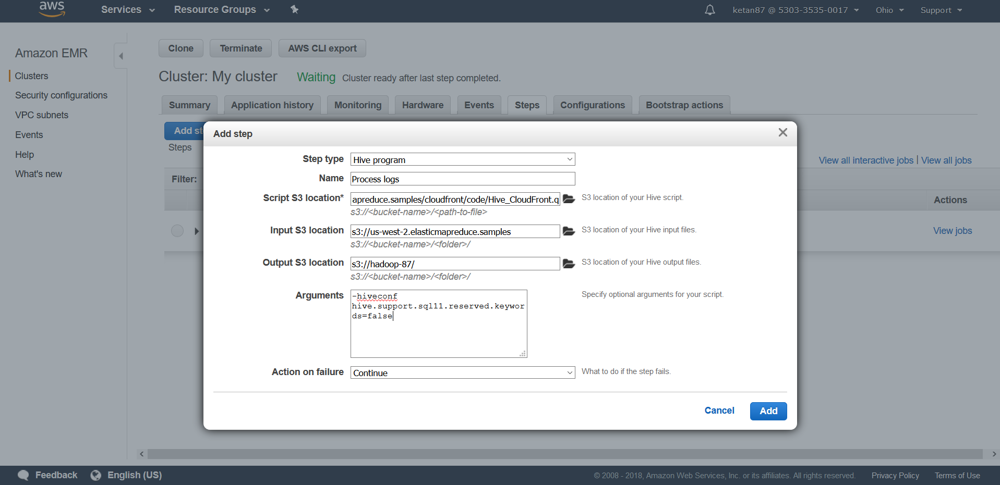 aws Services Resource Groups ketan87 @ 5303-3535-0017 Ohio Support
Amazon EMR
Clusters
Security configurations
VPC subnets
Events
Help
What's new
Clone Terminate AWS CLI export
Cluster: My cluster Waiting Cluster ready after last step completed.
Summary Application history Monitoring Hardware Events Steps Configurations Bootstrap actions
Add st
Steps
View all interactive jobs | View all jobs
Filter:
Actions
View jobs
Add step
Step type Hive program
Name Process logs
Script S3 location* apreduce.samples/cloudfront/code/Hive_CloudFront.q S3 location of your Hive script.
s3://<bucket-name>/<path-to-file>
Input S3 location s3://us-west-2.elasticmapreduce.samples S3 location of your Hive input files.
s3://<bucket-name>/<folder>/
Output S3 location s3://hadoop-87/ S3 location of your Hive output files.
s3://<bucket-name>/<folder>/
Arguments -hiveconf Specify optional arguments for your script.
hive.support.sql11.reserved.keywor
ds=false
Action on failure Continue What to do if the step fails.
Cancel Add
Feedback English (US) © 2008 - 2018, Amazon Web Services, Inc. or its affiliates. All rights reserved. Privacy Policy Terms of Use